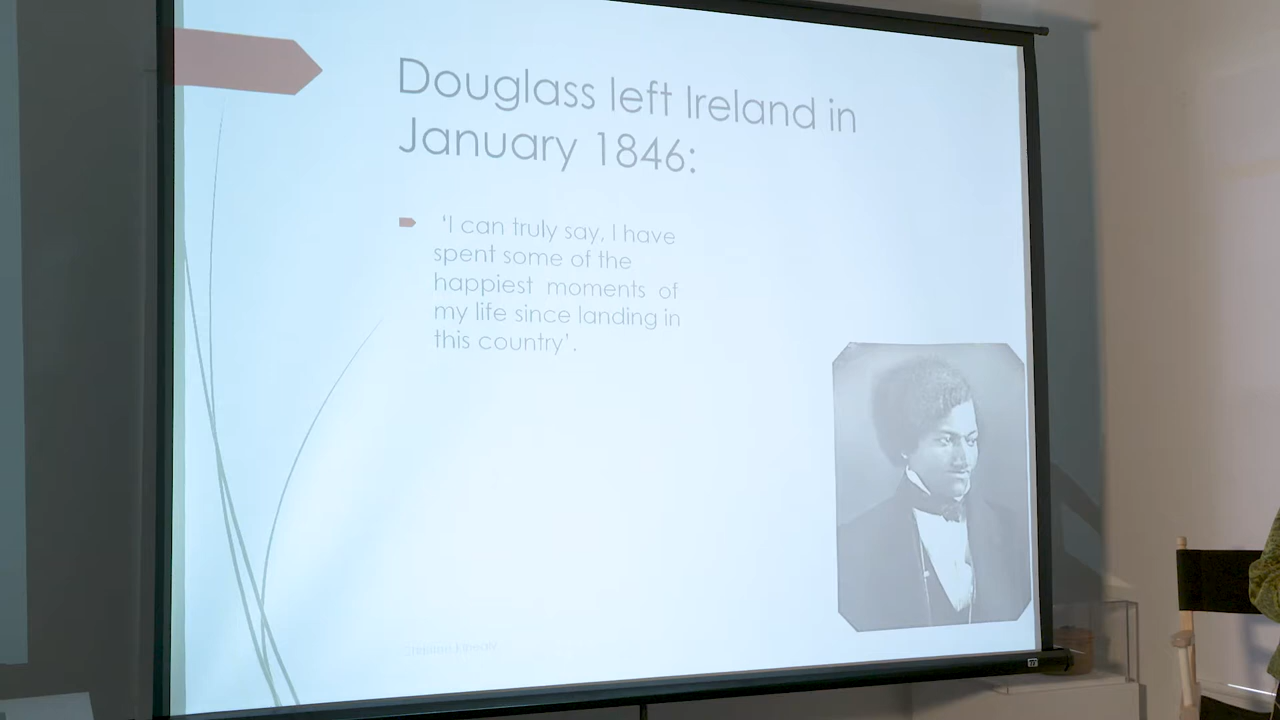 Douglass left Ireland in
January 1846:
‘I can truly say, I have
spent some of the
happiest moments of
my life since landing in
this country’.